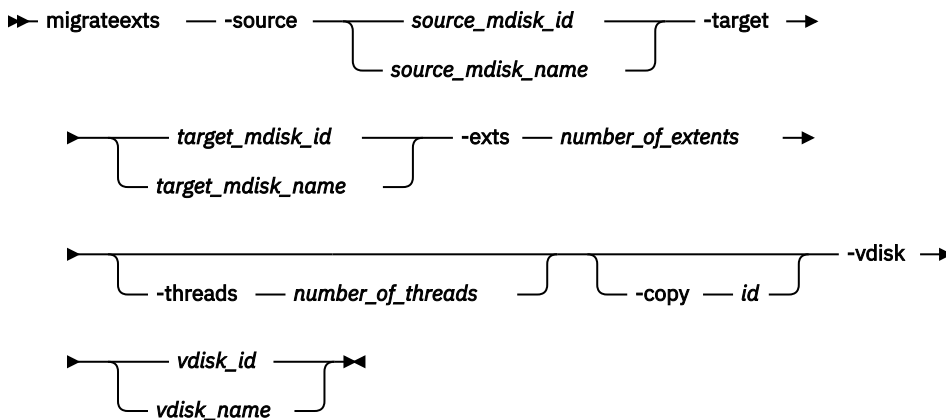 migrateexts -source source_mdisk_id -target
source_mdisk_name
target_mdisk_id -exts number_of_extents
target_mdisk_name
-vdisk
-threads number_of_threads -copy id
vdisk_id
vdisk_name